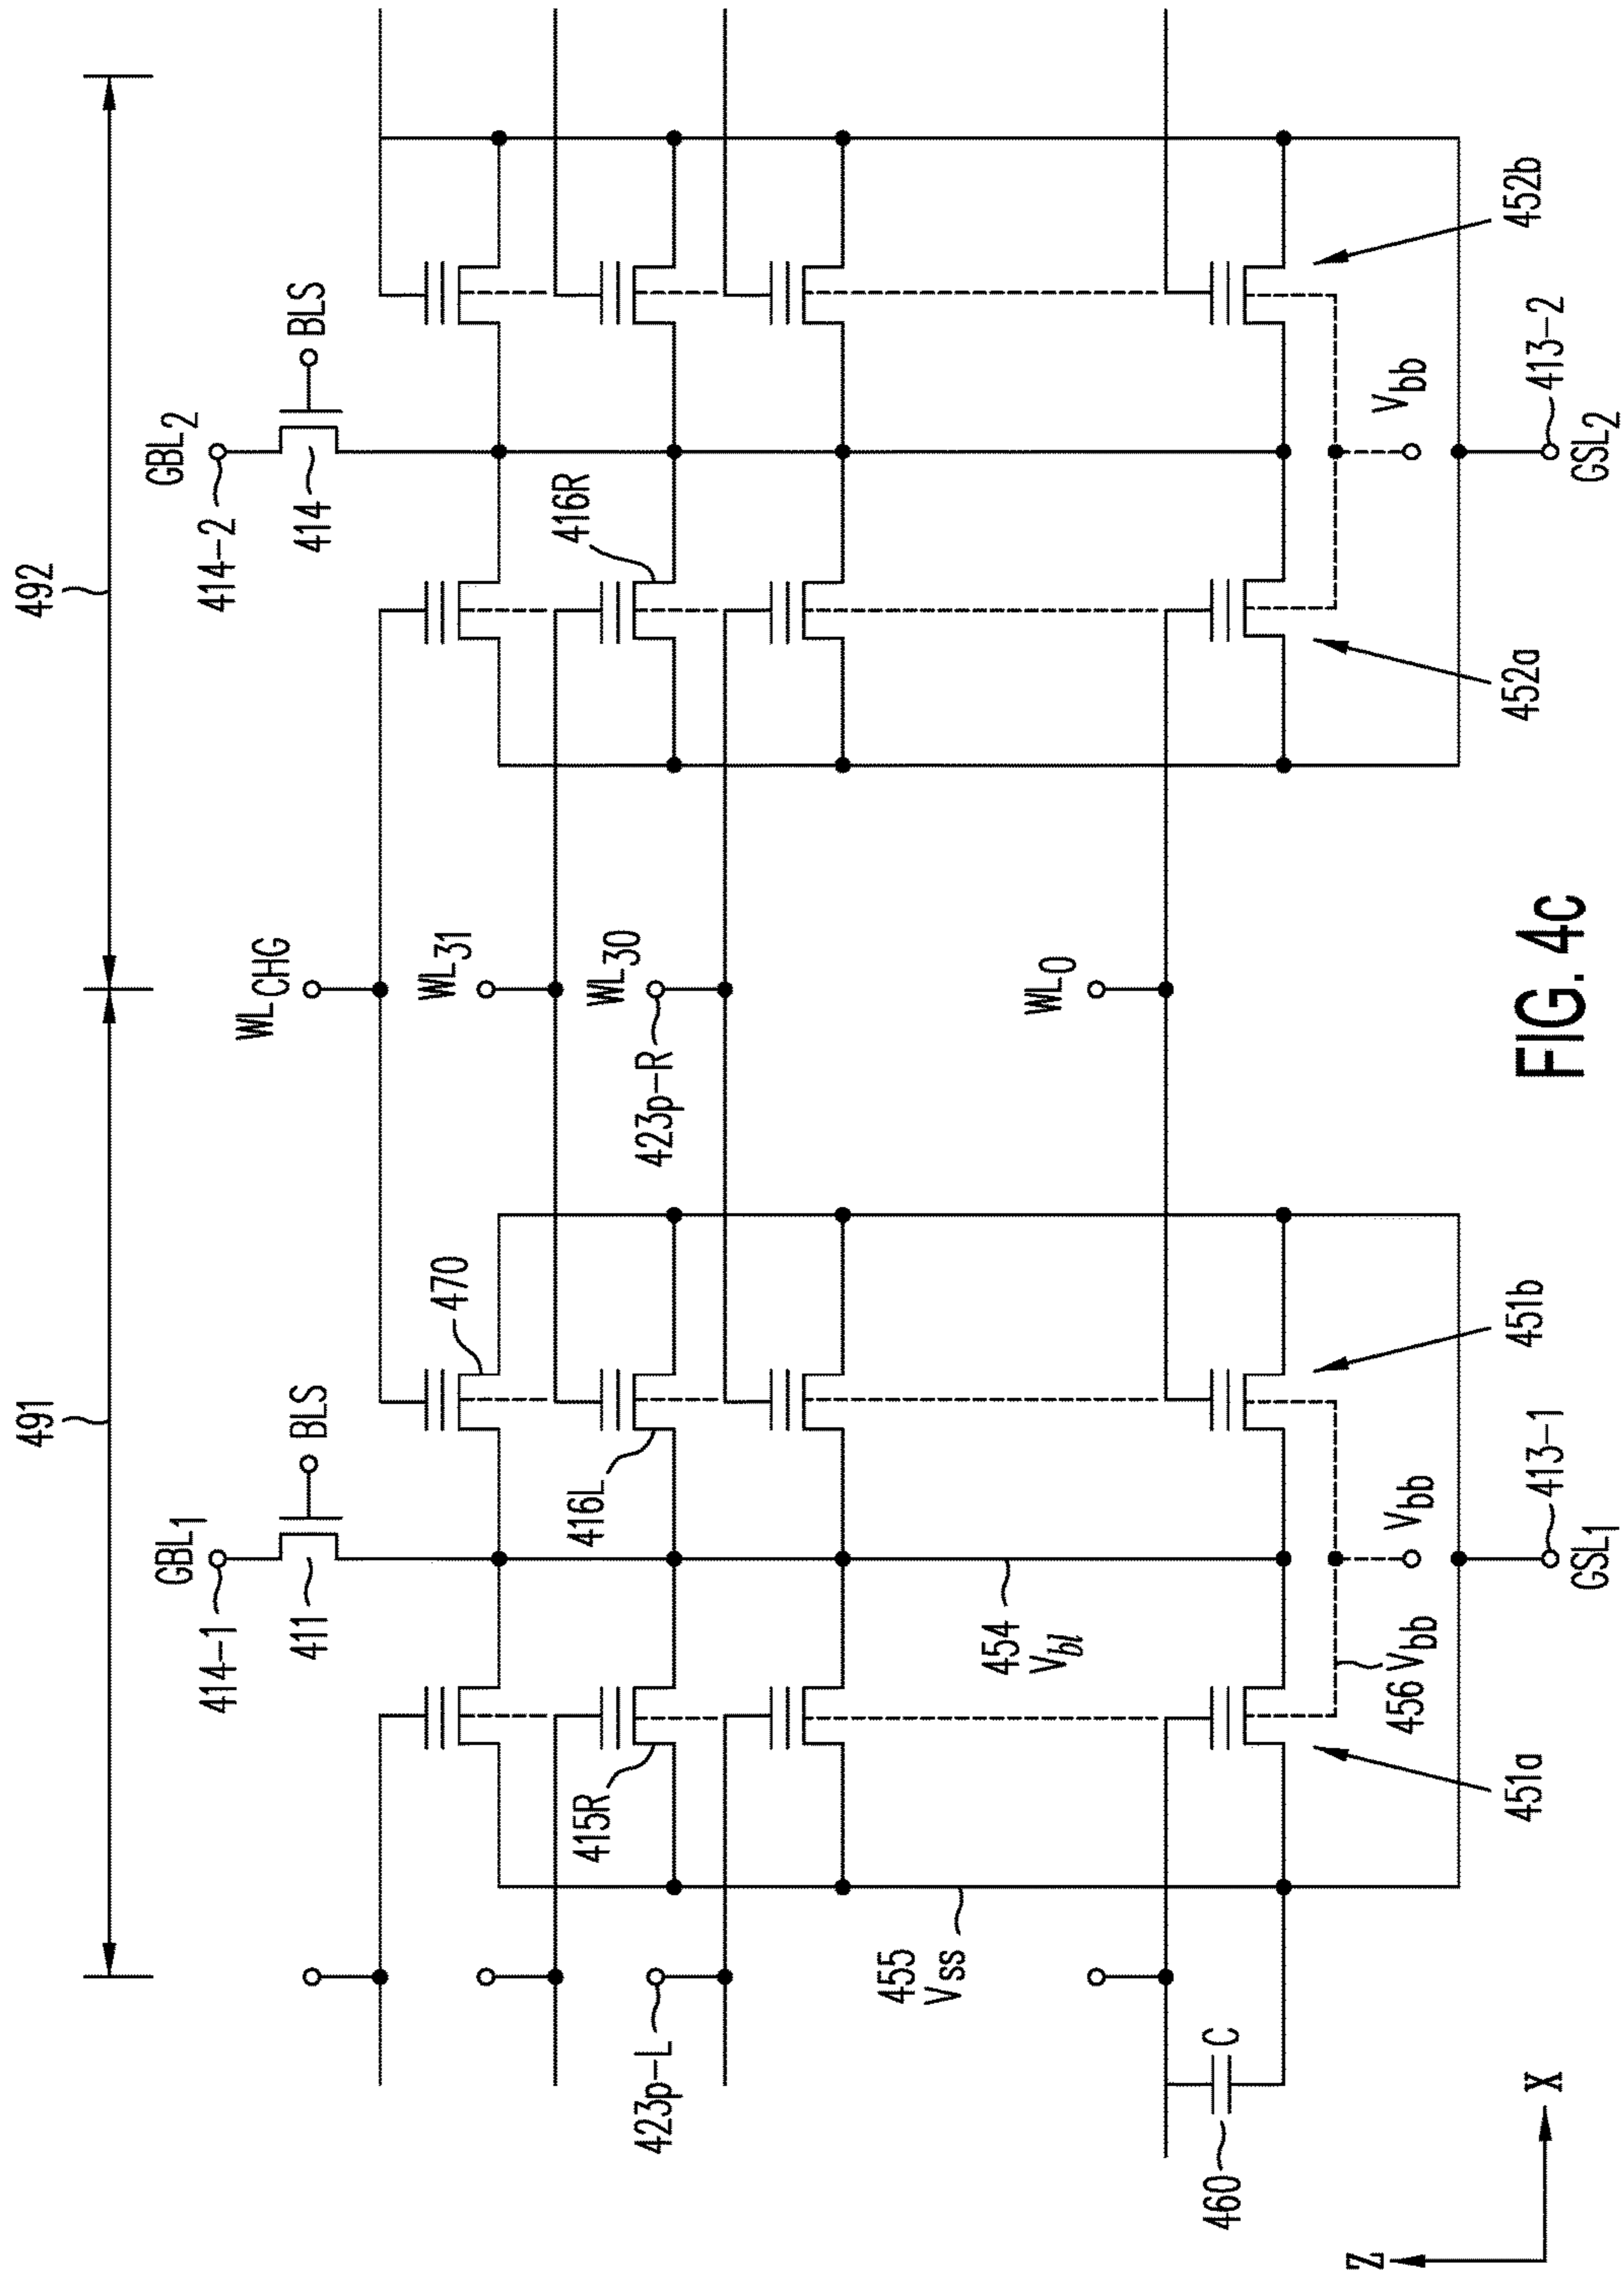 491
492
GBL1
GBL2
414-1
414-2
411
BLS
414
BLS
WLCHG
WL31
WL30
WL0
423p-L
423p-R
470
415R
416L
416R
455
Vss
454
Vbl
460
C
456 Vbb
Vbb
Vbb
451a
451b
452a
452b
413-1
413-2
GSL1
GSL2
Z
X
FIG. 4c